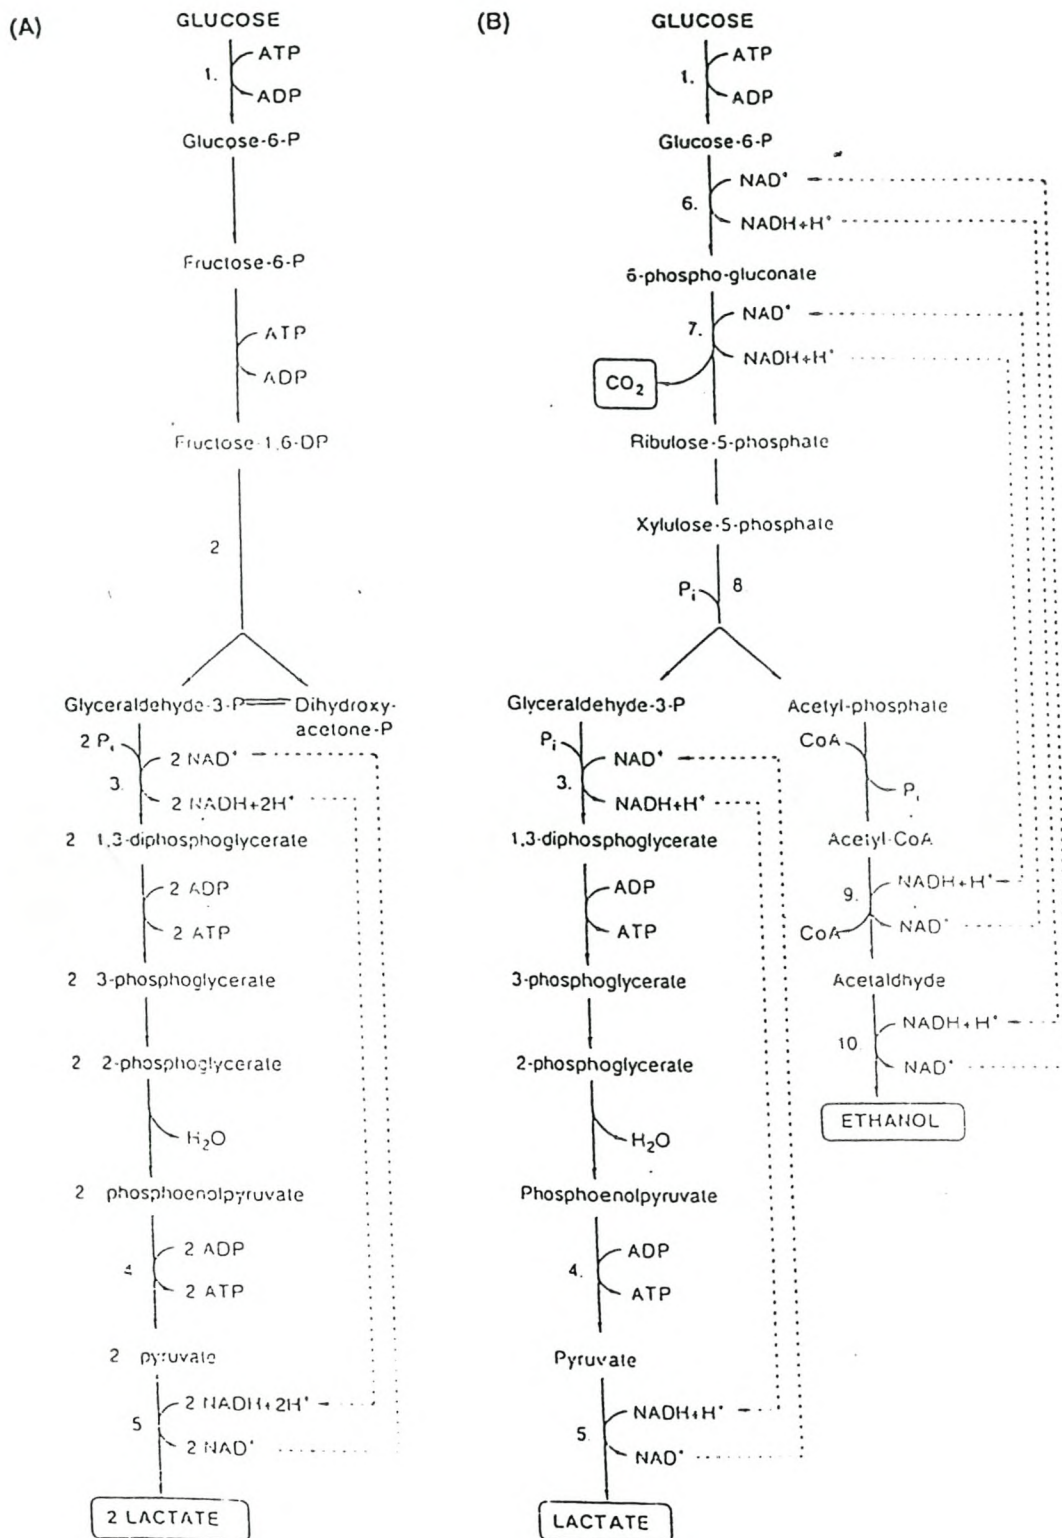 (A)
GLUCOSE
1.
ATP
ADP
Glucose-6-P
Fructose-6-P
ATP
ADP
Fructose-1,6-DP
2
Glyceraldehyde-3-P
Dihydroxy-
acetone-P
2 Pi
2 NAD+
3.
2 NADH+2H+
2 1,3-diphosphoglycerate
2 ADP
2 ATP
2 3-phosphoglycerate
2 2-phosphoglycerate
H2O
2 phosphoenolpyruvate
2 ADP
4
2 ATP
2 pyruvate
2 NADH+2H+
5
2 NAD+
2 LACTATE
(B)
GLUCOSE
1.
ATP
ADP
Glucose-6-P
NAD+
6.
NADH+H+
6-phospho-gluconate
NAD+
7.
NADH+H+
CO2
Ribulose-5-phosphate
Xylulose-5-phosphate
Pi
8
Glyceraldehyde-3-P
Pi
NAD+
3.
NADH+H+
1,3-diphosphoglycerate
ADP
ATP
3-phosphoglycerate
2-phosphoglycerate
H2O
Phosphoenolpyruvate
ADP
4.
ATP
Pyruvate
NADH+H+
5.
NAD+
LACTATE
Acetyl-phosphate
CoA
Pi
Acetyl-CoA
NADH+H+
9.
CoA
NAD+
Acetaldhyde
NADH+H+
10.
NAD+
ETHANOL